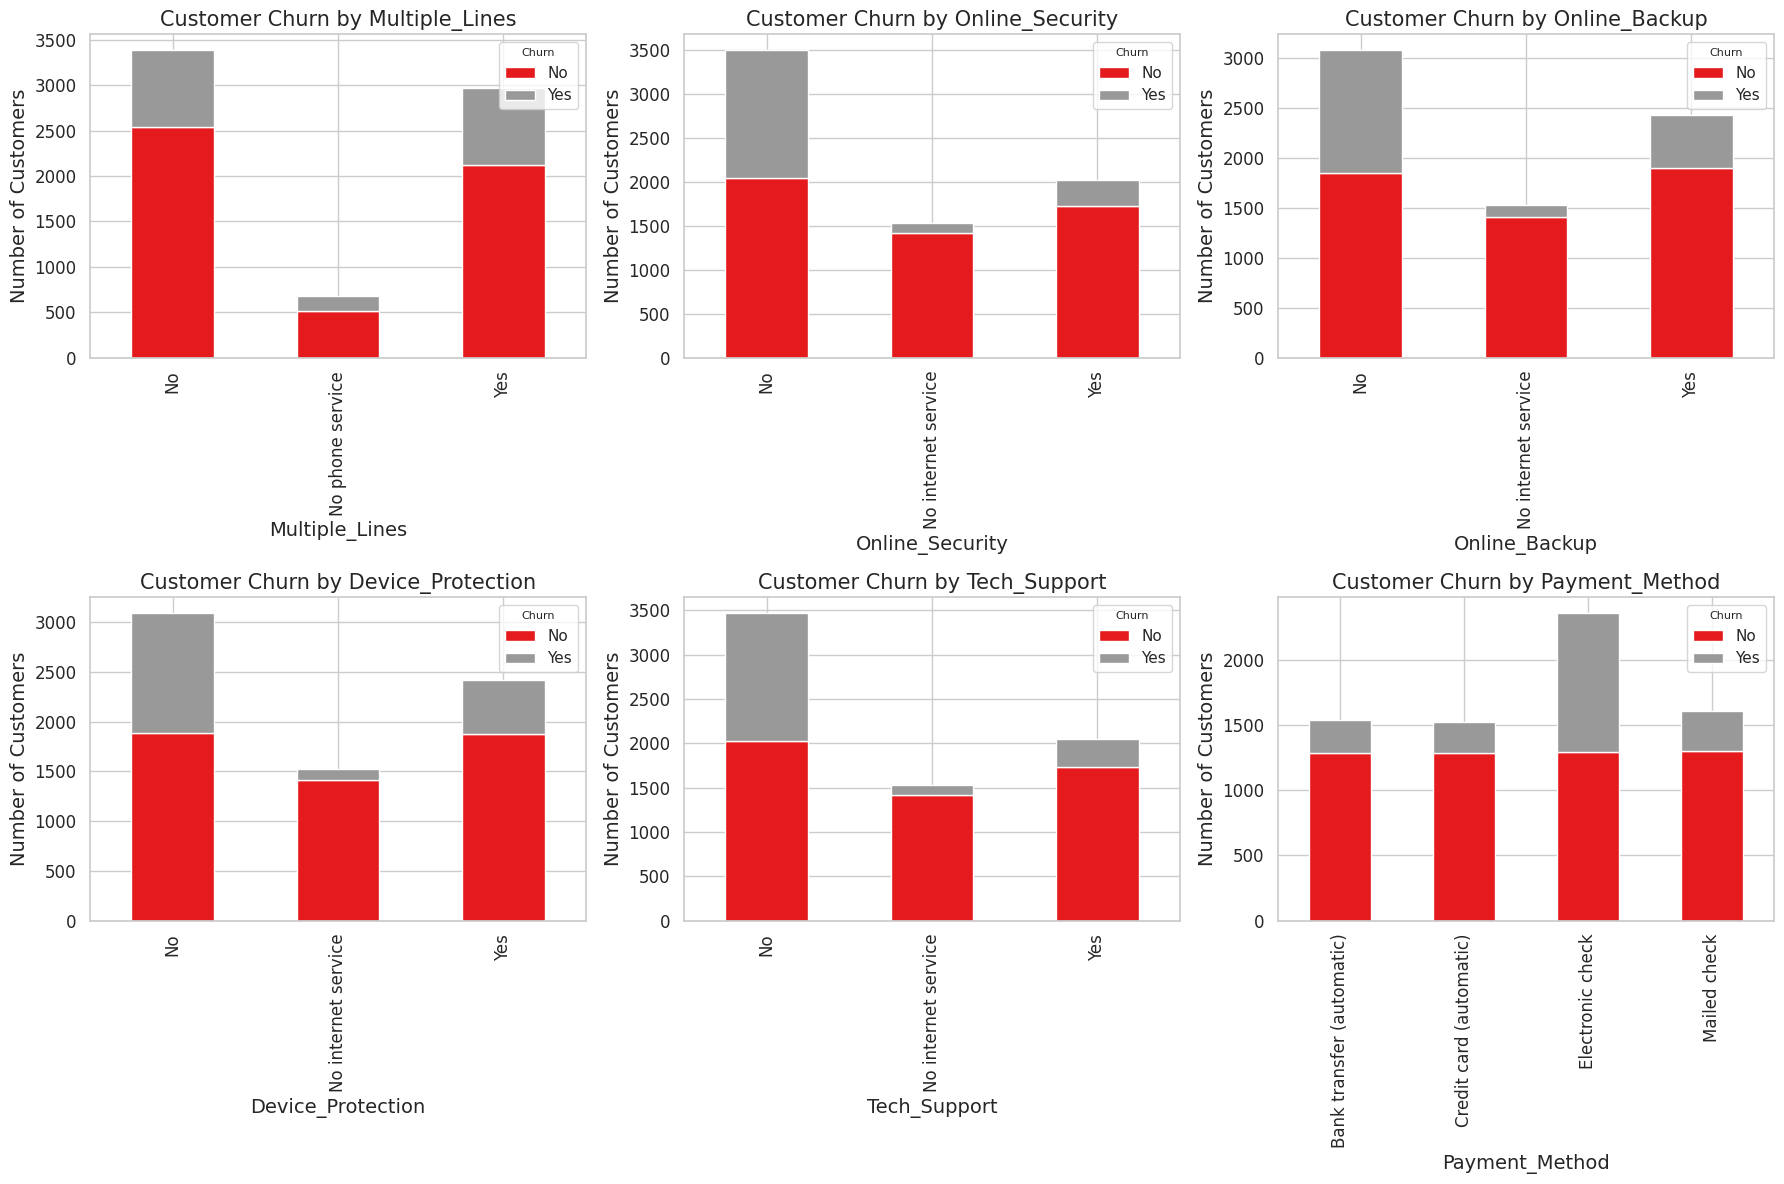 Customer Churn by Multiple_Lines
Number of Customers
3500
3000
2500
2000
1500
1000
500
0
Churn
No
Yes
No
No phone service
Yes
Multiple_Lines
Customer Churn by Online_Security
Number of Customers
3500
3000
2500
2000
1500
1000
500
0
Churn
No
Yes
No
No internet service
Yes
Online_Security
Customer Churn by Online_Backup
Number of Customers
3000
2500
2000
1500
1000
500
0
Churn
No
Yes
No
No internet service
Yes
Online_Backup
Customer Churn by Device_Protection
Number of Customers
3000
2500
2000
1500
1000
500
0
Churn
No
Yes
No
No internet service
Yes
Device_Protection
Customer Churn by Tech_Support
Number of Customers
3500
3000
2500
2000
1500
1000
500
0
Churn
No
Yes
No
No internet service
Yes
Tech_Support
Customer Churn by Payment_Method
Number of Customers
2000
1500
1000
500
0
Churn
No
Yes
Bank transfer (automatic)
Credit card (automatic)
Electronic check
Mailed check
Payment_Method